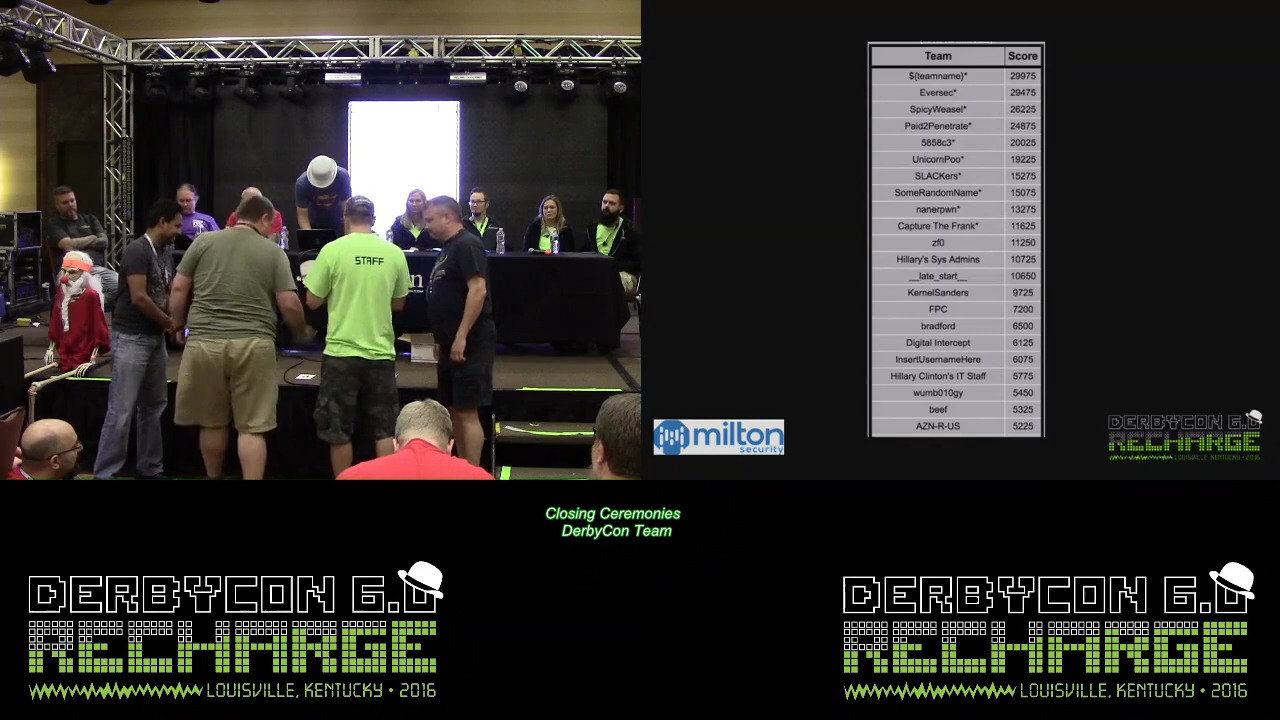 STAFF
Team Score
${teamname}* 29975
Eversec* 29475
SpicyWeasel* 26225
Paid2Penetrate* 24875
5858c3* 20025
UnicornPoo* 19225
SLACKers* 15275
SomeRandomName* 15075
nanerpwn* 13275
Capture The Frank* 11625
zf0 11250
Hillary's Sys Admins 10725
__late_start__ 10650
KernelSanders 9725
FPC 7200
bradford 6500
Digital Intercept 6125
InsertUsernameHere 6075
Hillary Clinton's IT Staff 5775
wumb010gy 5450
beef 5325
AZN-R-US 5225
milton
security
DERBYCON 6.0
RECHARGE
LOUISVILLE, KENTUCKY • 2016
Closing Ceremonies
DerbyCon Team
DERBYCON 6.0
RECHARGE
LOUISVILLE, KENTUCKY • 2016
DERBYCON 6.0
RECHARGE
LOUISVILLE, KENTUCKY • 2016